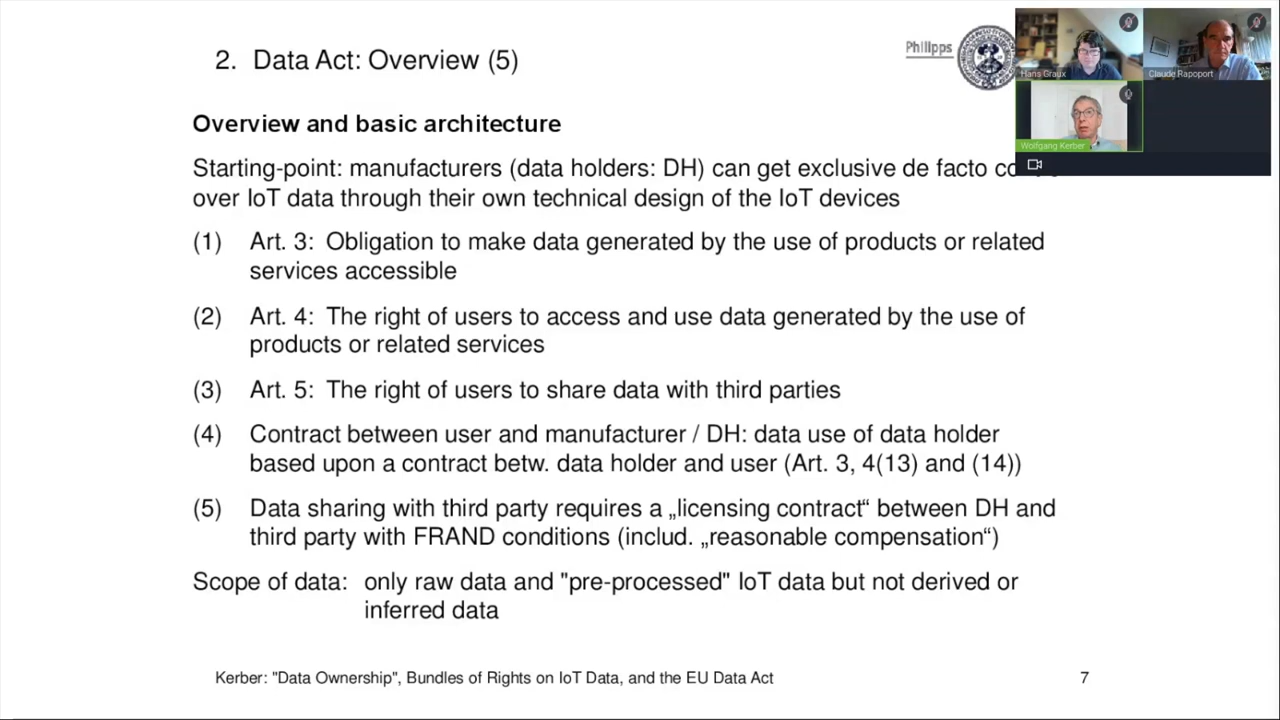 2. Data Act: Overview (5)
Philipps
Hans Graux
Claude Rapoport
Wolfgang Kerber
Overview and basic architecture
Starting-point: manufacturers (data holders: DH) can get exclusive de facto
over IoT data through their own technical design of the IoT devices
(1) Art. 3: Obligation to make data generated by the use of products or related
services accessible
(2) Art. 4: The right of users to access and use data generated by the use of
products or related services
(3) Art. 5: The right of users to share data with third parties
(4) Contract between user and manufacturer / DH: data use of data holder
based upon a contract betw. data holder and user (Art. 3, 4(13) and (14))
(5) Data sharing with third party requires a „licensing contract“ between DH and
third party with FRAND conditions (includ. „reasonable compensation“)
Scope of data: only raw data and "pre-processed" IoT data but not derived or
inferred data
Kerber: "Data Ownership", Bundles of Rights on IoT Data, and the EU Data Act 7